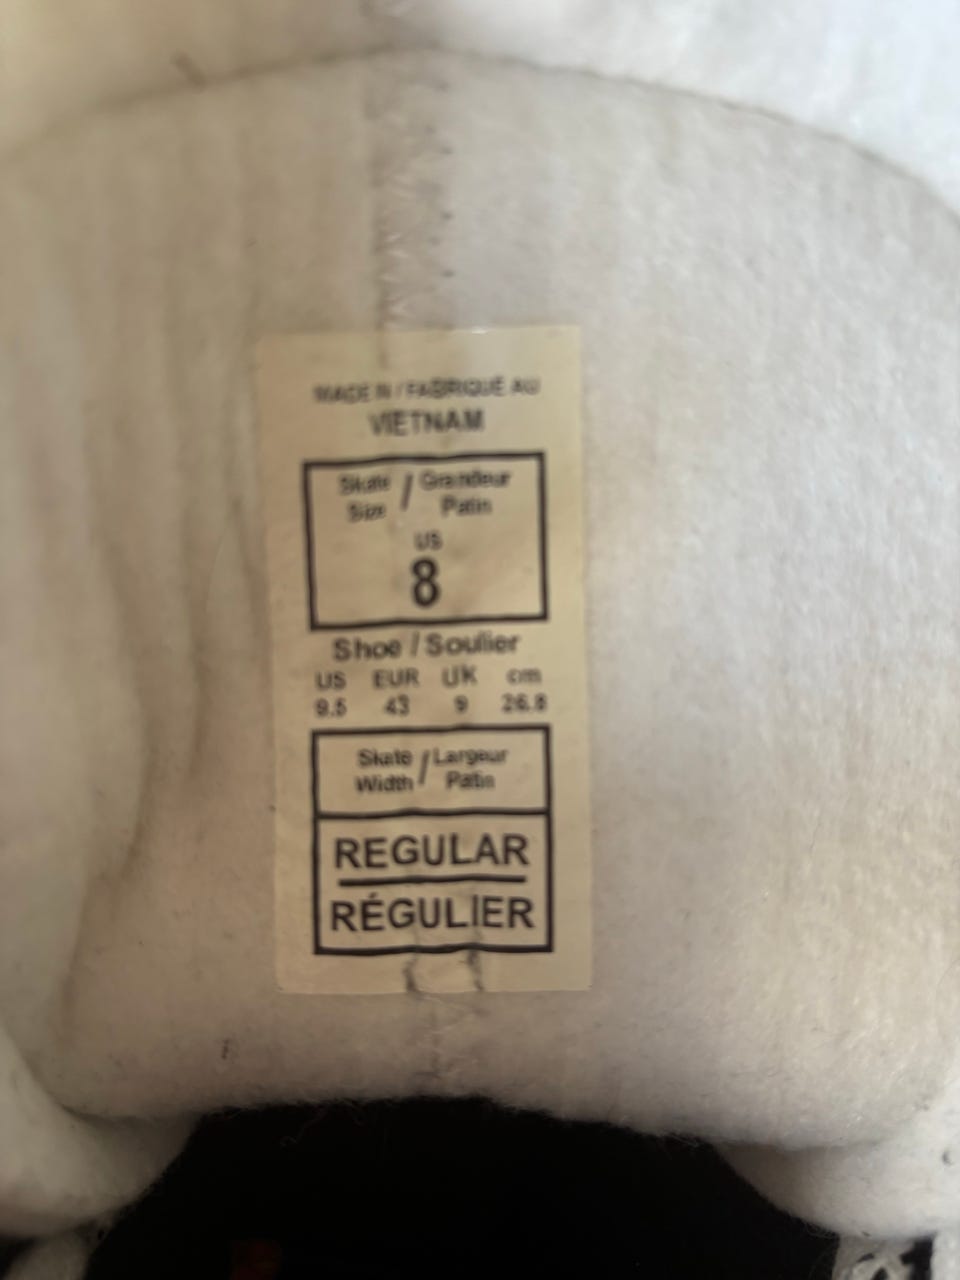 MADE IN / FABRIQUÉ AU
VIETNAM
Skate / Grandeur
Size Patin
US
8
Shoe / Soulier
US EUR UK cm
9.5 43 9 26.8
Skate / Largeur
Width Patin
REGULAR
RÉGULIER